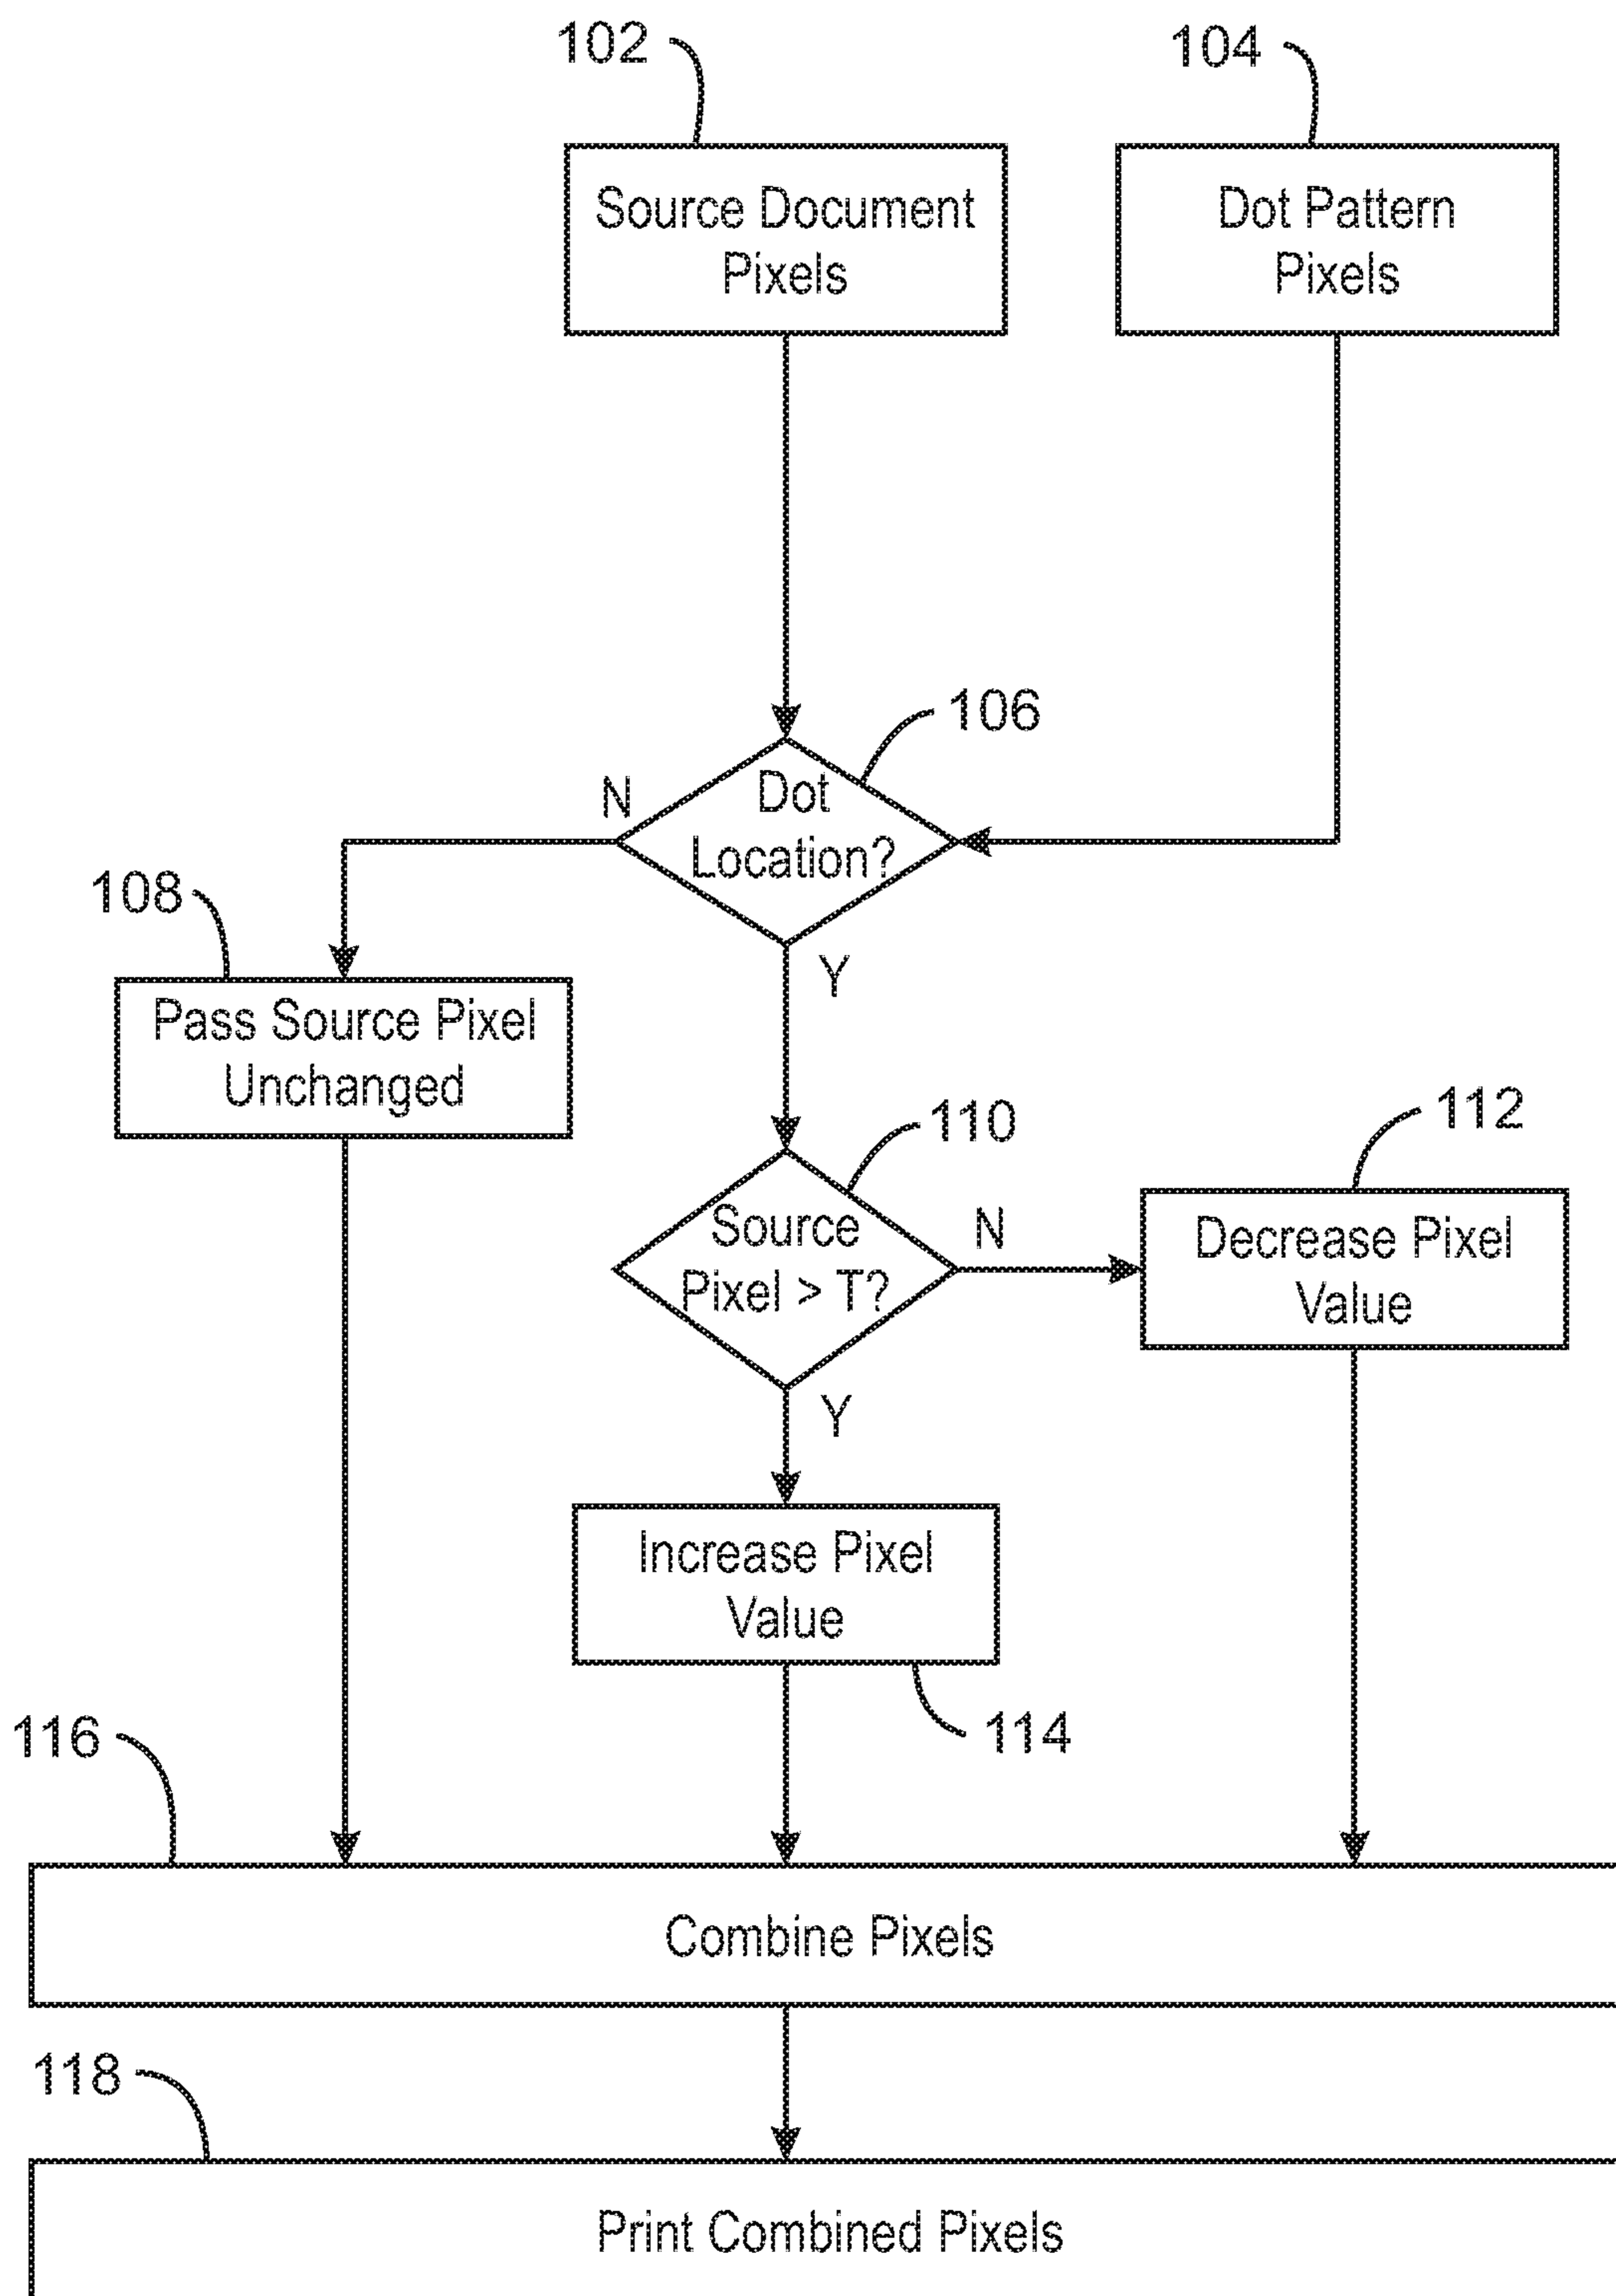 102
104
Source Document
Pixels
Dot Pattern
Pixels
106
N
Dot
Location?
108
Y
Pass Source Pixel
Unchanged
110
112
Source
Pixel > T?
N
Decrease Pixel
Value
Y
Increase Pixel
Value
114
116
Combine Pixels
118
Print Combined Pixels